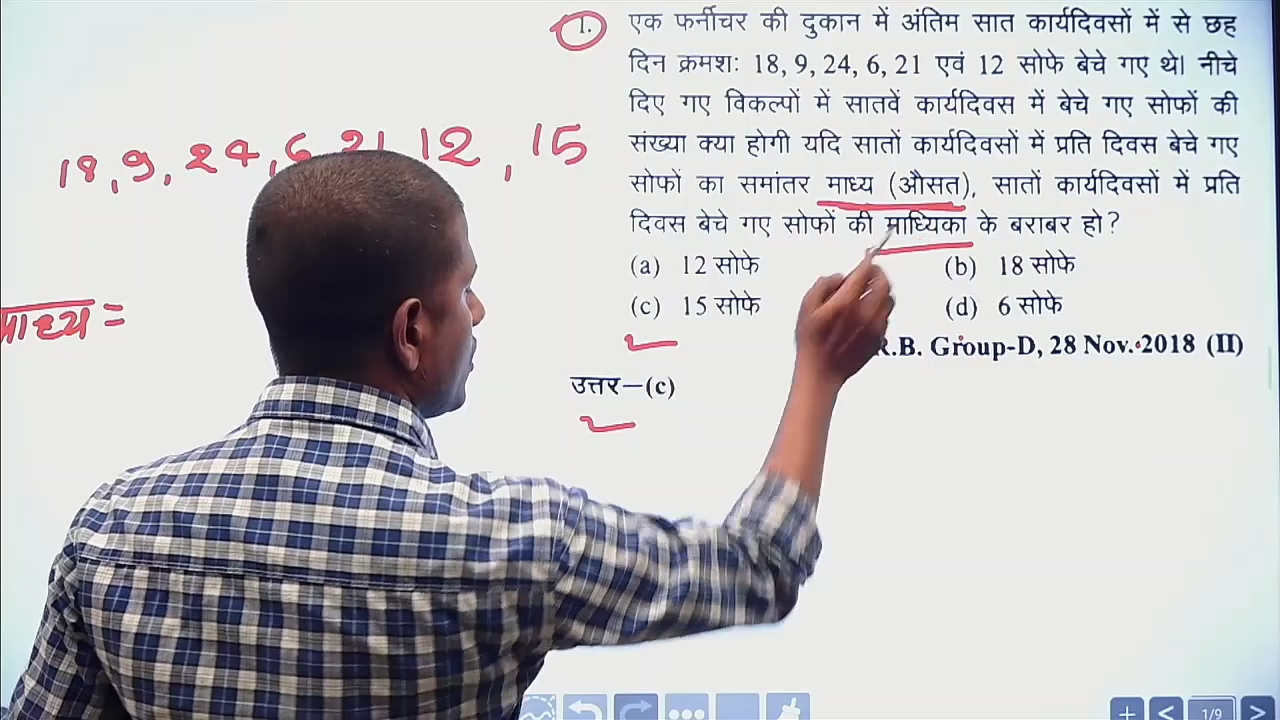 1. एक फर्नीचर की दुकान में अंतिम सात कार्यदिवसों में से छह
दिन क्रमशः 18, 9, 24, 6, 21 एवं 12 सोफे बेचे गए थे। नीचे
दिए गए विकल्पों में सातवें कार्यदिवस में बेचे गए सोफों की
संख्या क्या होगी यदि सातों कार्यदिवसों में प्रति दिवस बेचे गए
सोफों का समांतर माध्य (औसत), सातों कार्यदिवसों में प्रति
दिवस बेचे गए सोफों की माध्यिका के बराबर हो?
(a) 12 सोफे (b) 18 सोफे
(c) 15 सोफे (d) 6 सोफे
R.B. Group-D, 28 Nov. 2018 (II)
उत्तर–(c)
18, 9, 24, 6, 21, 12, 15
माध्य =
1/9